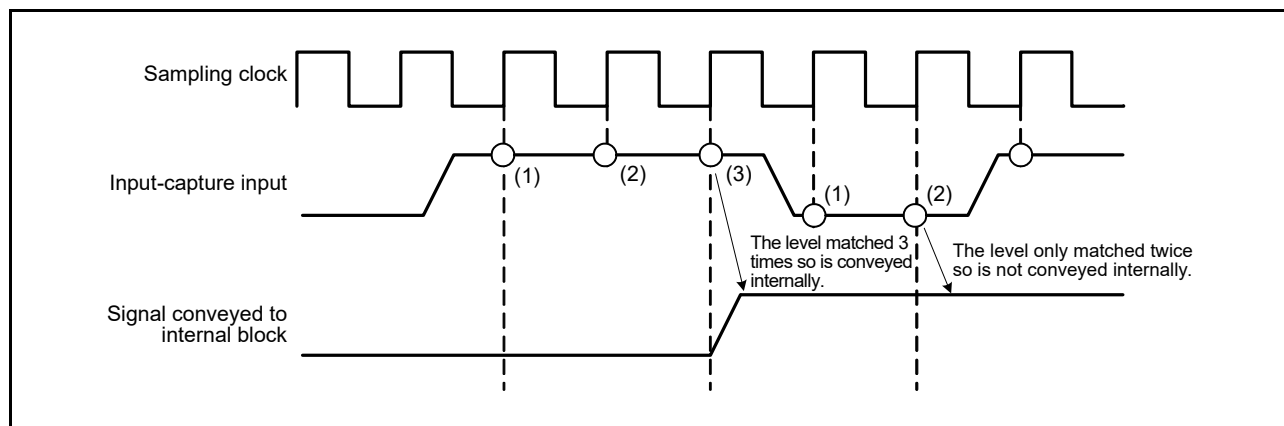 Sampling clock
Input-capture input
(1)
(2)
(3)
(1)
(2)
The level matched 3
times so is conveyed
internally.
The level only matched twice
so is not conveyed internally.
Signal conveyed to
internal block